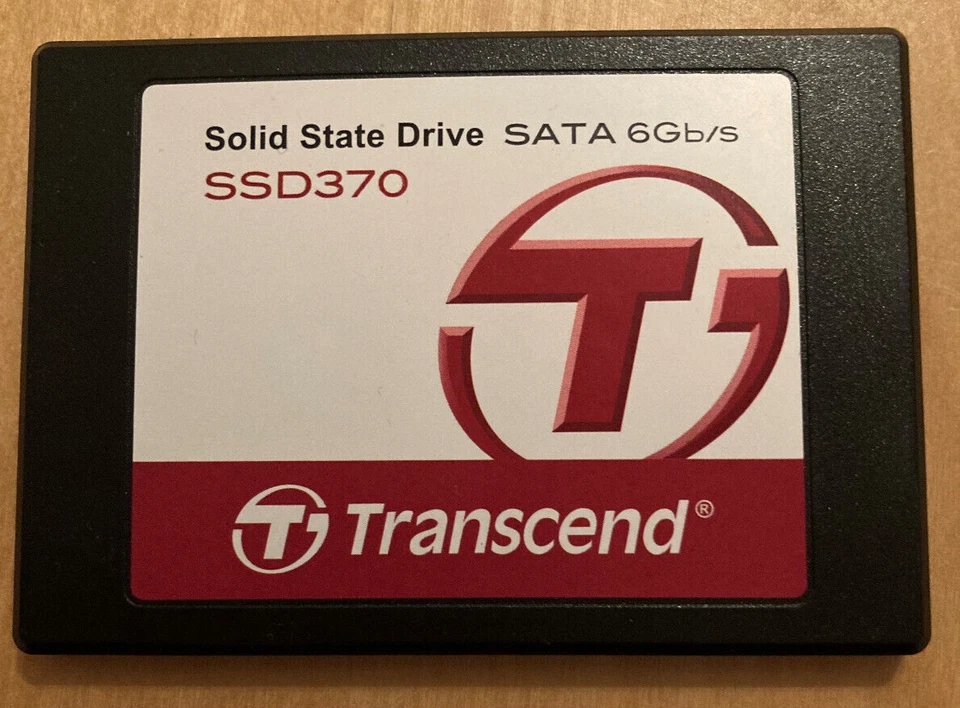 Solid State Drive SATA 6Gb/s
SSD370
Transcend®